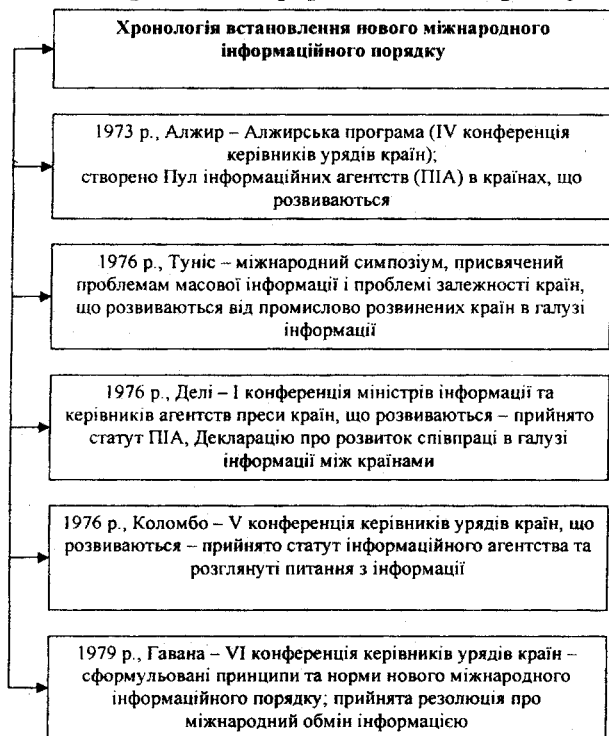 Хронологія встановлення нового міжнародного
інформаційного порядку
1973 р., Алжир – Алжирська програма (IV конференція
керівників урядів країн);
створено Пул інформаційних агентств (ПІА) в країнах, що
розвиваються
1976 р., Туніс – міжнародний симпозіум, присвячений
проблемам масової інформації і проблемі залежності країн,
що розвиваються від промислово розвинених країн в галузі
інформації
1976 р., Делі – І конференція міністрів інформації та
керівників агентств преси країн, що розвиваються – прийнято
статут ПІА, Декларацію про розвиток співпраці в галузі
інформації між країнами
1976 р., Коломбо – V конференція керівників урядів країн, що
розвиваються – прийнято статут інформаційного агентства та
розглянуті питання з інформації
1979 р., Гавана – VI конференція керівників урядів країн –
сформульовані принципи та норми нового міжнародного
інформаційного порядку; прийнята резолюція про
міжнародний обмін інформацією